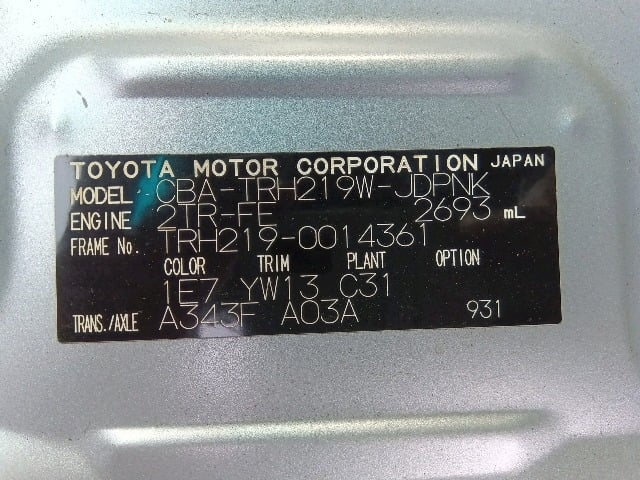 TOYOTA MOTOR CORPORATION JAPAN
MODEL CBA-TRH219W-JDPNK
ENGINE 2TR-FE 2693 mL
FRAME No. TRH219-0014361
COLOR TRIM PLANT OPTION
1E7 YW13 C31
TRANS./AXLE A343F A03A 931